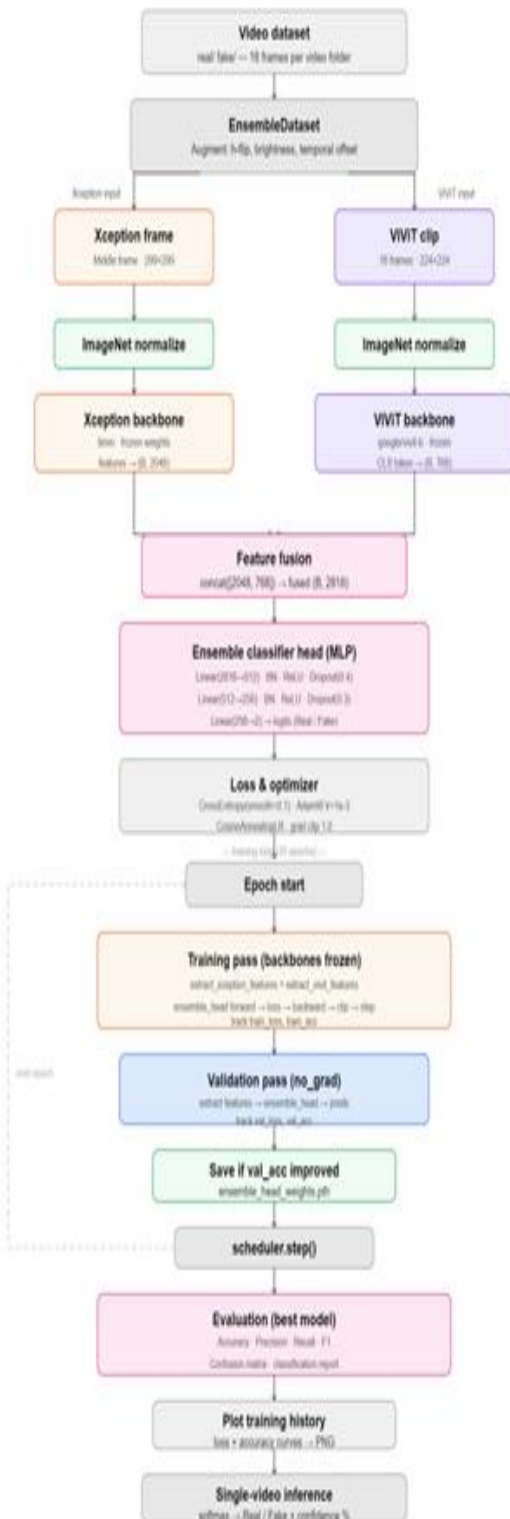 Video dataset
real/ fake/ — 16 frames per video folder
EnsembleDataset
Augment: h-flip, brightness, temporal offset
Xception input
ViViT input
Xception frame
Middle frame · 299×299
ViViT clip
16 frames · 224×224
ImageNet normalize
ImageNet normalize
Xception backbone
timm · frozen weights
features → (B, 2048)
ViViT backbone
frozen
CLS token → (B, 768)
Feature fusion
concat([2048, 768]) → fused (B, 2816)
Ensemble classifier head (MLP)
Linear(2816→512) · BN · ReLU · Dropout(0.4)
Linear(512→256) · BN · ReLU · Dropout(0.3)
Linear(256→2) → logits (Real / Fake)
Loss & optimizer
CrossEntropy(smooth=0.1) · AdamW
CosineAnnealingLR · grad clip 1.0
Epoch start
Training pass (backbones frozen)
extract_xception_features + extract_vivit_features
ensemble_head forward → loss → backward → clip → step
track train_loss, train_acc
next epoch
Validation pass (no_grad)
extract features → ensemble_head → preds
track val_loss, val_acc
Save if val_acc improved
ensemble_head_weights.pth
scheduler.step()
Evaluation (best model)
Accuracy · Precision · Recall · F1
Confusion matrix · classification report
Plot training history
loss + accuracy curves → PNG
Single-video inference
softmax → Real / Fake + confidence %